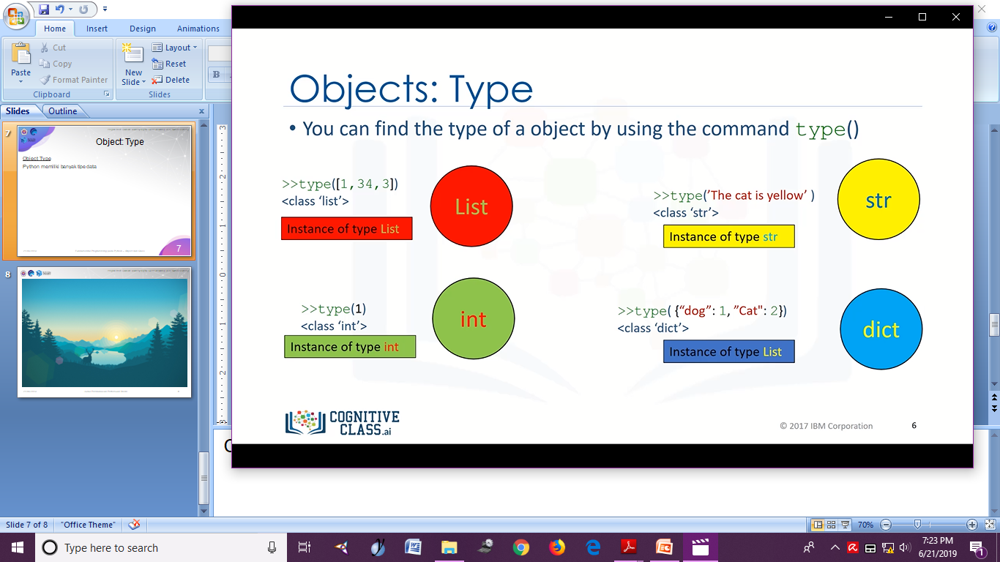 Home Insert Design Animations
Paste
Cut
Copy
Format Painter
Clipboard
New Slide
Layout
Reset
Delete
Slides
B
Slides Outline
7
Object: Type
Object Type
Python memiliki banyak tipe data
7
8
Objects: Type
• You can find the type of a object by using the command type()
>>type([1,34,3])
<class ‘list’>
Instance of type List
List
>>type(’The cat is yellow’ )
<class ‘str’>
Instance of type str
str
>>type(1)
<class ‘int’>
Instance of type int
int
>>type( {“dog”: 1, ”Cat": 2})
<class ‘dict’>
Instance of type List
dict
COGNITIVE
CLASS.ai
© 2017 IBM Corporation
6
Slide 7 of 8
"Office Theme"
70%
Type here to search
7:23 PM
6/21/2019
1